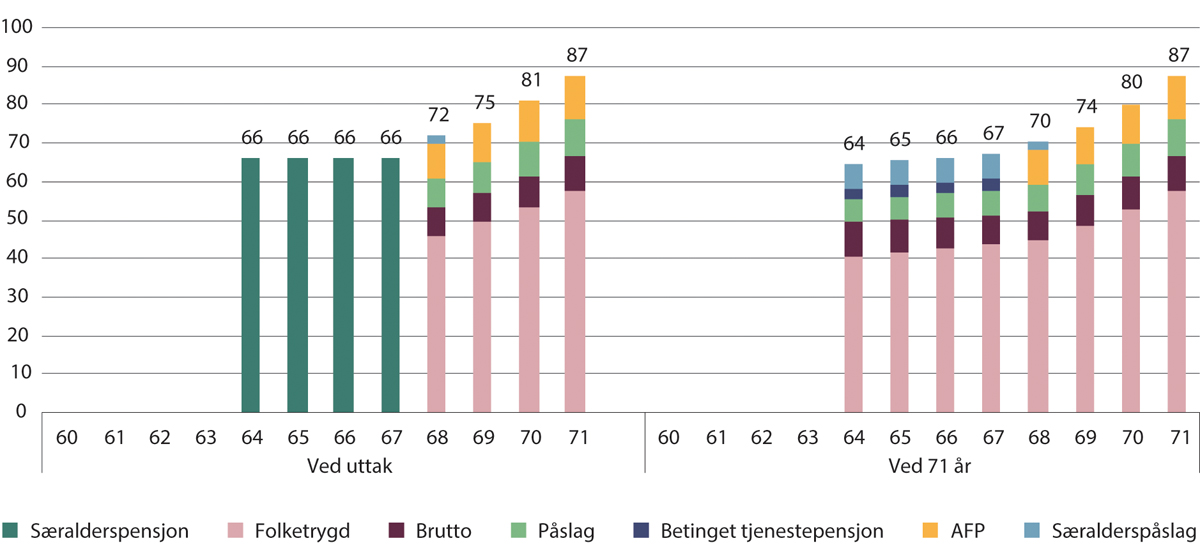 100
90
80
70
60
50
40
30
20
10
0
66 66 66 66 72 75 81 87
64 65 66 67 70 74 80 87
60 61 62 63 64 65 66 67 68 69 70 71 60 61 62 63 64 65 66 67 68 69 70 71
Ved uttak Ved 71 år
Særalderspensjon Folketrygd Brutto Påslag Betinget tjenestepensjon AFP Særalderspåslag